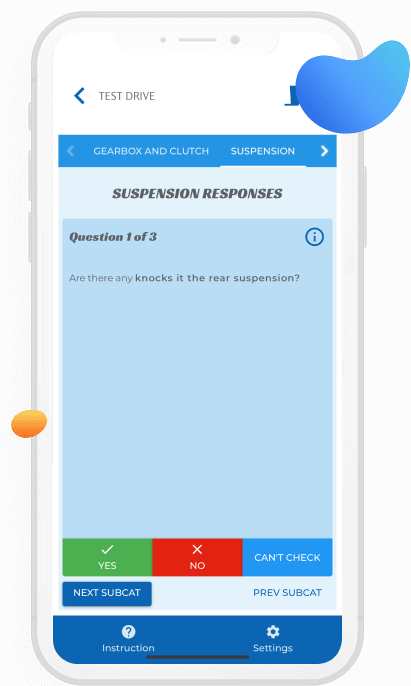 TEST DRIVE
GEARBOX AND CLUTCH SUSPENSION
SUSPENSION RESPONSES
Question 1 of 3
Are there any knocks it the rear suspension?
YES NO CAN'T CHECK
NEXT SUBCAT PREV SUBCAT
Instruction Settings